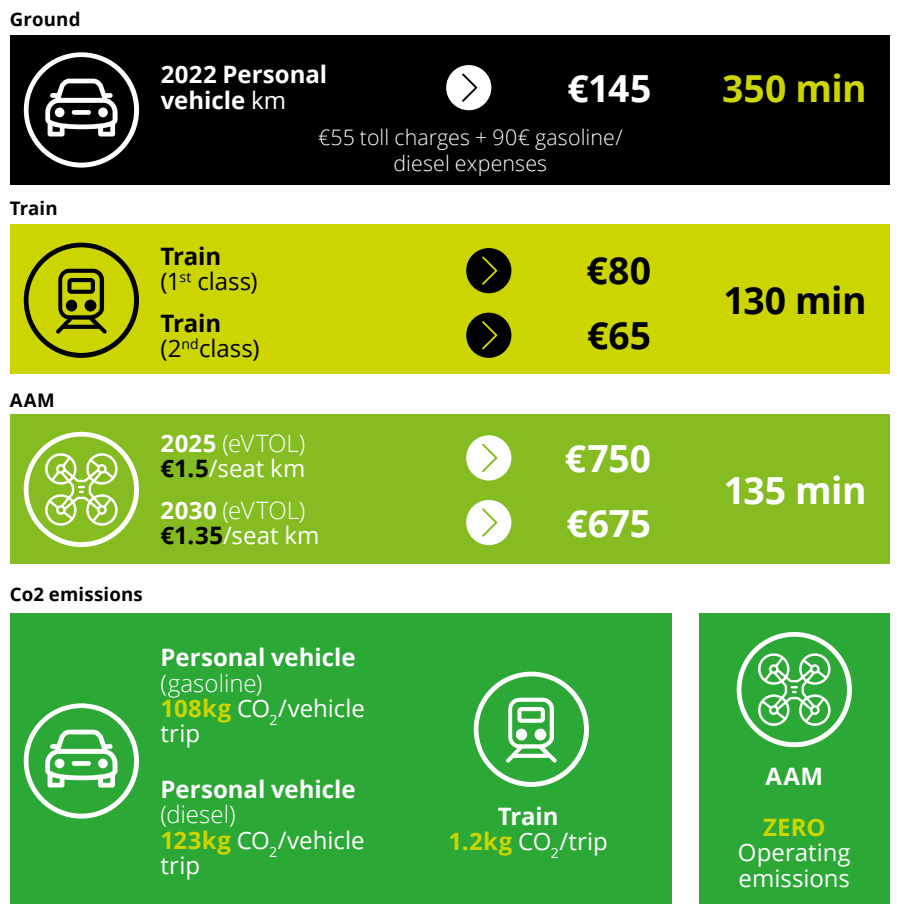 Ground
2022 Personal
vehicle km
€145
350 min
€55 toll charges + 90€ gasoline/
diesel expenses
Train
Train
(1st class)
€80
Train
(2ndclass)
€65
130 min
AAM
2025 (eVTOL)
€1.5/seat km
€750
2030 (eVTOL)
€1.35/seat km
€675
135 min
Co2 emissions
Personal vehicle
(gasoline)
108kg CO2/vehicle
trip
Personal vehicle
(diesel)
123kg CO2/vehicle
trip
Train
1.2kg CO2/trip
AAM
ZERO
Operating
emissions